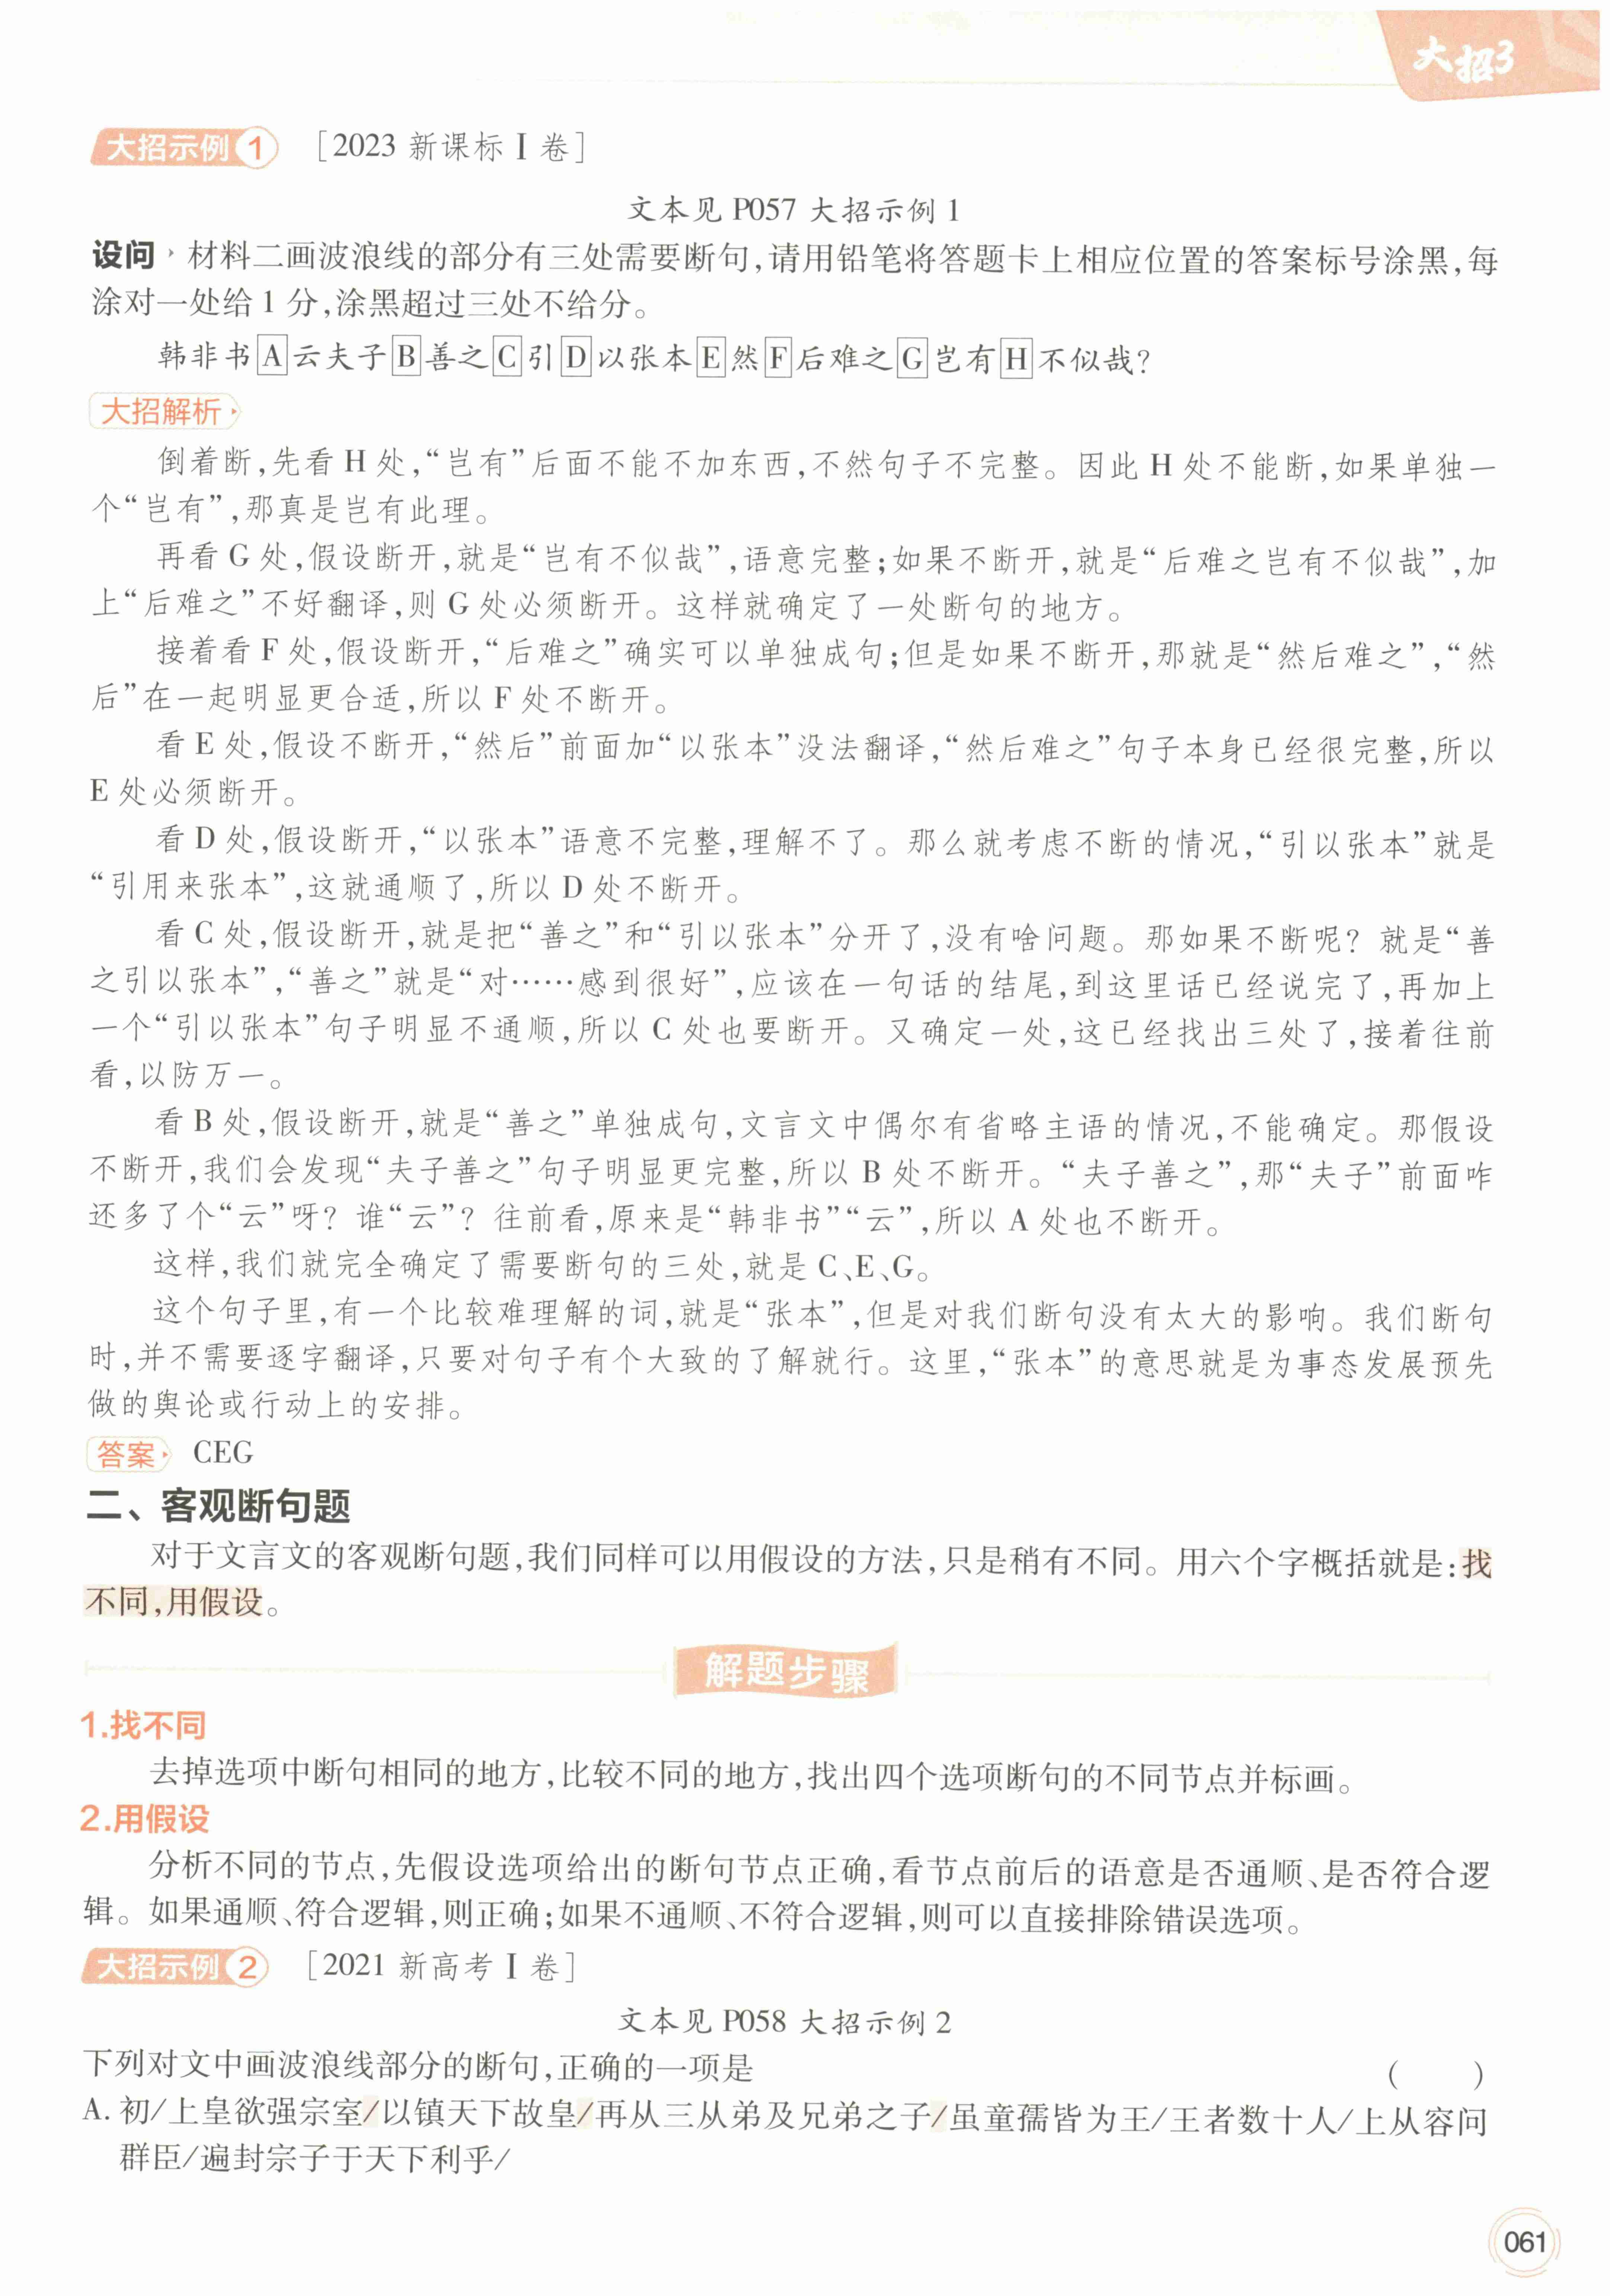 大招3
大招示例1 [2023 新课标 I 卷]
文本见 P057 大招示例 1
设问 材料二画波浪线的部分有三处需要断句,请用铅笔将答题卡上相应位置的答案标号涂黑,每
涂对一处给 1 分,涂黑超过三处不给分。
韩非书A云夫子B善之C引D以张本E然F后难之G岂有H不似哉?
大招解析
倒着断,先看 H 处,“岂有”后面不能不加东西,不然句子不完整。因此 H 处不能断,如果单独一
个“岂有”,那真是岂有此理。
再看 G 处,假设断开,就是“岂有不似哉”,语意完整;如果不断开,就是“后难之岂有不似哉”,加
上“后难之”不好翻译,则 G 处必须断开。这样就确定了一处断句的地方。
接着看 F 处,假设断开,“后难之”确实可以单独成句;但是如果不断开,那就是“然后难之”,“然
后”在一起明显更合适,所以 F 处不断开。
看 E 处,假设不断开,“然后”前面加“以张本”没法翻译,“然后难之”句子本身已经很完整,所以
E 处必须断开。
看 D 处,假设断开,“以张本”语意不完整,理解不了。那么就考虑不断的情况,“引以张本”就是
“引用来张本”,这就通顺了,所以 D 处不断开。
看 C 处,假设断开,就是把“善之”和“引以张本”分开了,没有啥问题。那如果不断呢?就是“善
之引以张本”,“善之”就是“对……感到很好”,应该在一句话的结尾,到这里话已经说完了,再加上
一个“引以张本”句子明显不通顺,所以 C 处也要断开。又确定一处,这已经找出三处了,接着往前
看,以防万一。
看 B 处,假设断开,就是“善之”单独成句,文言文中偶尔有省略主语的情况,不能确定。那假设
不断开,我们会发现“夫子善之”句子明显更完整,所以 B 处不断开。“夫子善之”,那“夫子”前面咋
还多了个“云”呀?谁“云”?往前看,原来是“韩非书”“云”,所以 A 处也不断开。
这样,我们就完全确定了需要断句的三处,就是 C、E、G。
这个句子里,有一个比较难理解的词,就是“张本”,但是对我们断句没有太大的影响。我们断句
时,并不需要逐字翻译,只要对句子有个大致的了解就行。这里,“张本”的意思就是为事态发展预先
做的舆论或行动上的安排。
答案 CEG
二、客观断句题
对于文言文的客观断句题,我们同样可以用假设的方法,只是稍有不同。用六个字概括就是:找
不同,用假设。
解题步骤
1.找不同
去掉选项中断句相同的地方,比较不同的地方,找出四个选项断句的不同节点并标画。
2.用假设
分析不同的节点,先假设选项给出的断句节点正确,看节点前后的语意是否通顺、是否符合逻
辑。如果通顺、符合逻辑,则正确;如果不通顺、不符合逻辑,则可以直接排除错误选项。
大招示例2 [2021 新高考 I 卷]
文本见 P058 大招示例 2
下列对文中画波浪线部分的断句,正确的一项是 ( )
A. 初/上皇欲强宗室/以镇天下故皇/再从三从弟及兄弟之子/虽童孺皆为王/王者数十人/上从容问
群臣/遍封宗子于天下利乎/
061